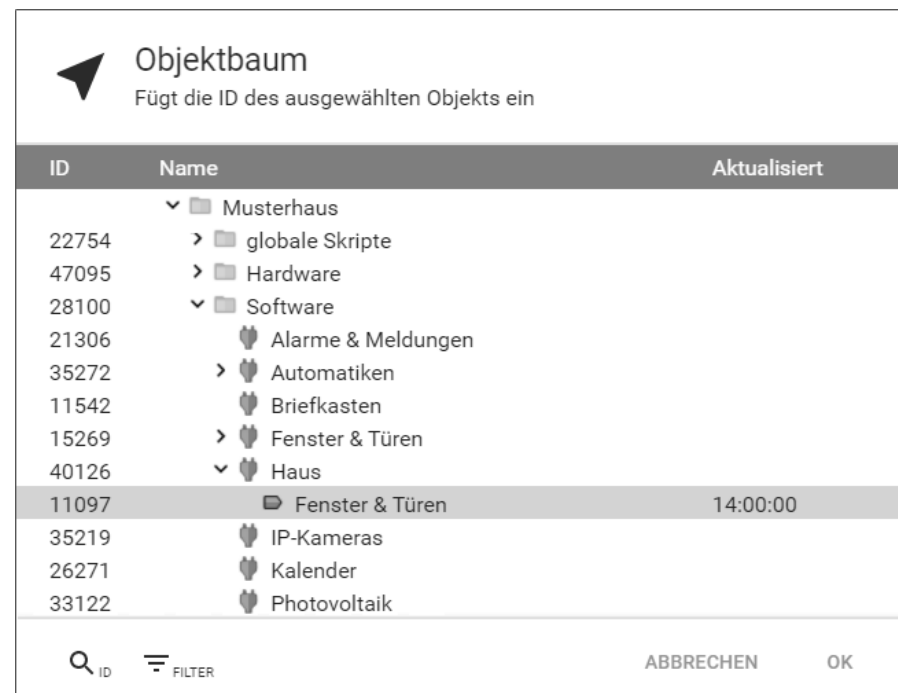 Objektbaum
Fügt die ID des ausgewählten Objekts ein
ID Name Aktualisiert
Musterhaus
22754 globale Skripte
47095 Hardware
28100 Software
21306 Alarme & Meldungen
35272 Automatiken
11542 Briefkasten
15269 Fenster & Türen
40126 Haus
11097 Fenster & Türen 14:00:00
35219 IP-Kameras
26271 Kalender
33122 Photovoltaik
ID FILTER ABBRECHEN OK